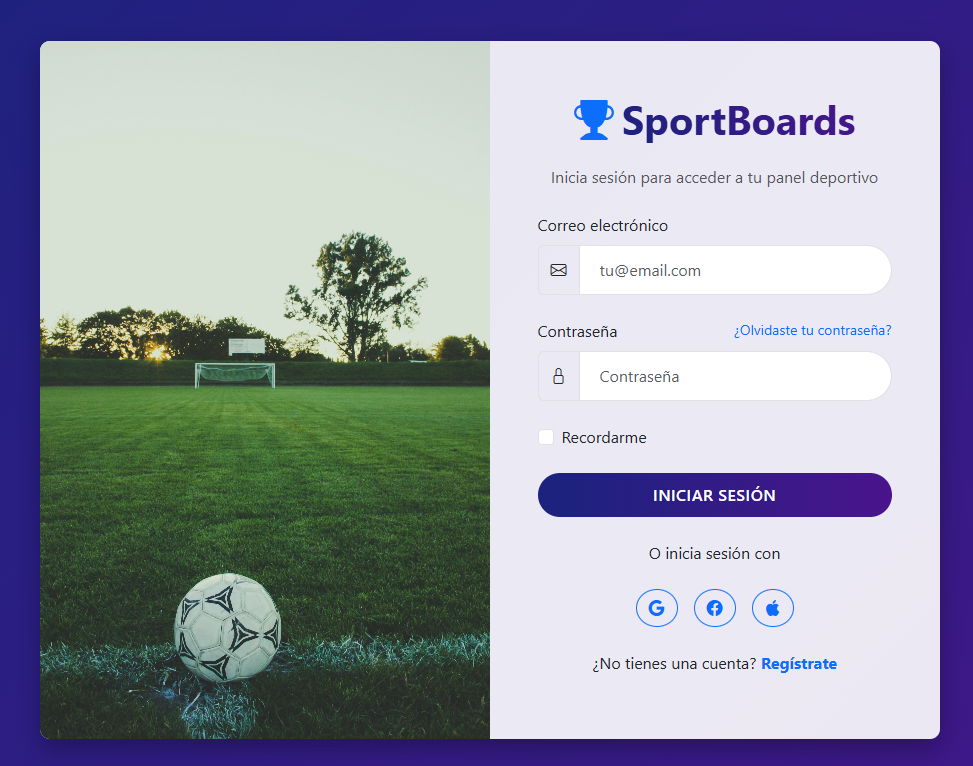 SportBoards
Inicia sesión para acceder a tu panel deportivo
Correo electrónico
tu@email.com
Contraseña
¿Olvidaste tu contraseña?
Contraseña
Recordarme
INICIAR SESIÓN
O inicia sesión con
¿No tienes una cuenta? Regístrate